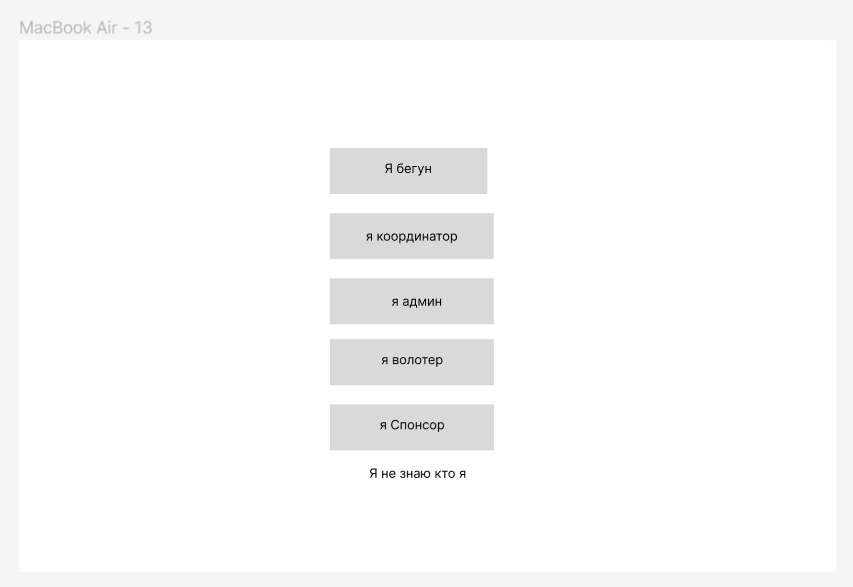 MacBook Air - 13
Я бегун
я координатор
я админ
я волотер
я Спонсор
Я не знаю кто я